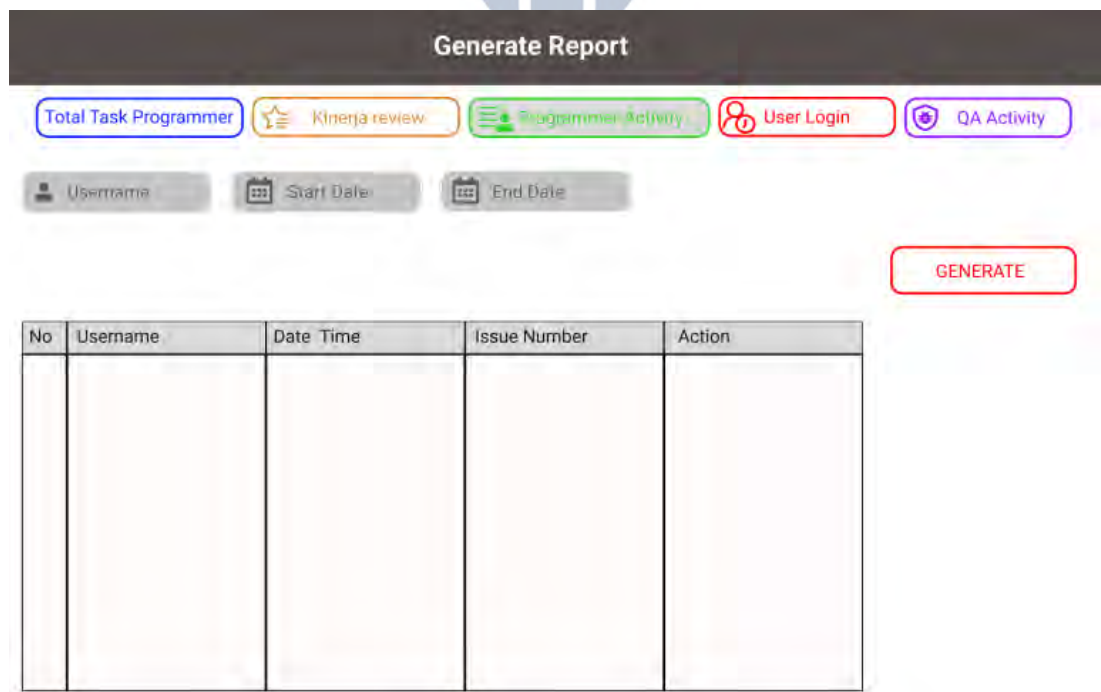 Generate Report
Total Task Programmer
Kinerja review
Programmer Activity
User Login
QA Activity
Username
Start Date
End Date
GENERATE
No Username Date Time Issue Number Action